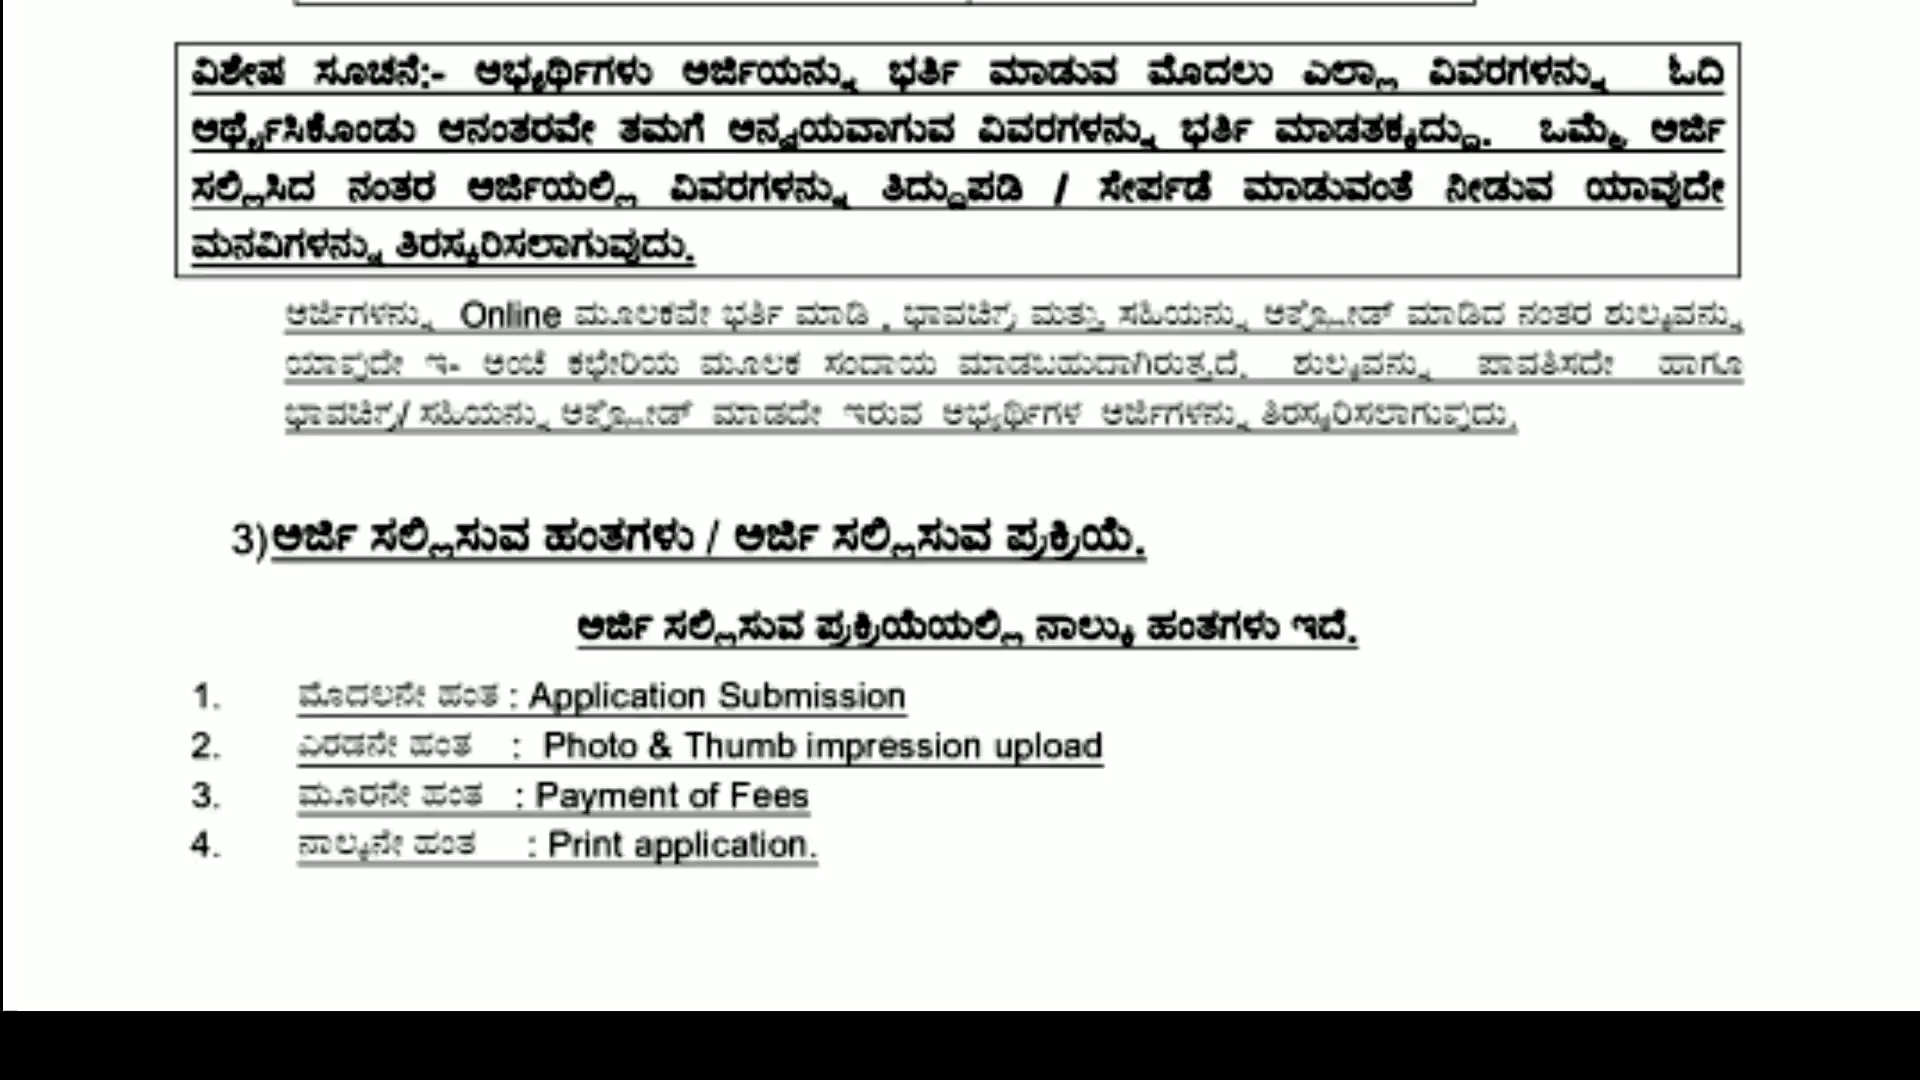 ವಿಶೇಷ ಸೂಚನೆ:- ಅಭ್ಯರ್ಥಿಗಳು ಅರ್ಜಿಯನ್ನು ಭರ್ತಿ ಮಾಡುವ ಮೊದಲು ಎಲ್ಲಾ ವಿವರಗಳನ್ನು ಓದಿ
ಅರ್ಥೈಸಿಕೊಂಡು ಆನಂತರವೇ ತಮಗೆ ಅನ್ವಯವಾಗುವ ವಿವರಗಳನ್ನು ಭರ್ತಿ ಮಾಡತಕ್ಕದ್ದು. ಒಮ್ಮೆ ಅರ್ಜಿ
ಸಲ್ಲಿಸಿದ ನಂತರ ಅರ್ಜಿಯಲ್ಲಿ ವಿವರಗಳನ್ನು ತಿದ್ದುಪಡಿ / ಸೇರ್ಪಡೆ ಮಾಡುವಂತೆ ನೀಡುವ ಯಾವುದೇ
ಮನವಿಗಳನ್ನು ತಿರಸ್ಕರಿಸಲಾಗುವುದು.
ಅರ್ಜಿಗಳನ್ನು Online ಮೂಲಕವೇ ಭರ್ತಿ ಮಾಡಿ , ಭಾವಚಿತ್ರ ಮತ್ತು ಸಹಿಯನ್ನು ಅಪ್ಲೋಡ್ ಮಾಡಿದ ನಂತರ ಶುಲ್ಕವನ್ನು
ಯಾವುದೇ ಇ- ಅಂಚೆ ಕಛೇರಿಯ ಮೂಲಕ ಸಂದಾಯ ಮಾಡಬಹುದಾಗಿರುತ್ತದೆ. ಶುಲ್ಕವನ್ನು ಪಾವತಿಸದೇ ಹಾಗೂ
ಭಾವಚಿತ್ರ/ ಸಹಿಯನ್ನು ಅಪ್ಲೋಡ್ ಮಾಡದೇ ಇರುವ ಅಭ್ಯರ್ಥಿಗಳ ಅರ್ಜಿಗಳನ್ನು ತಿರಸ್ಕರಿಸಲಾಗುವುದು.
3)ಅರ್ಜಿ ಸಲ್ಲಿಸುವ ಹಂತಗಳು / ಅರ್ಜಿ ಸಲ್ಲಿಸುವ ಪ್ರಕ್ರಿಯೆ.
ಅರ್ಜಿ ಸಲ್ಲಿಸುವ ಪ್ರಕ್ರಿಯೆಯಲ್ಲಿ ನಾಲ್ಕು ಹಂತಗಳು ಇದೆ.
1. ಮೊದಲನೇ ಹಂತ : Application Submission
2. ಎರಡನೇ ಹಂತ : Photo & Thumb impression upload
3. ಮೂರನೇ ಹಂತ : Payment of Fees
4. ನಾಲ್ಕನೇ ಹಂತ : Print application.